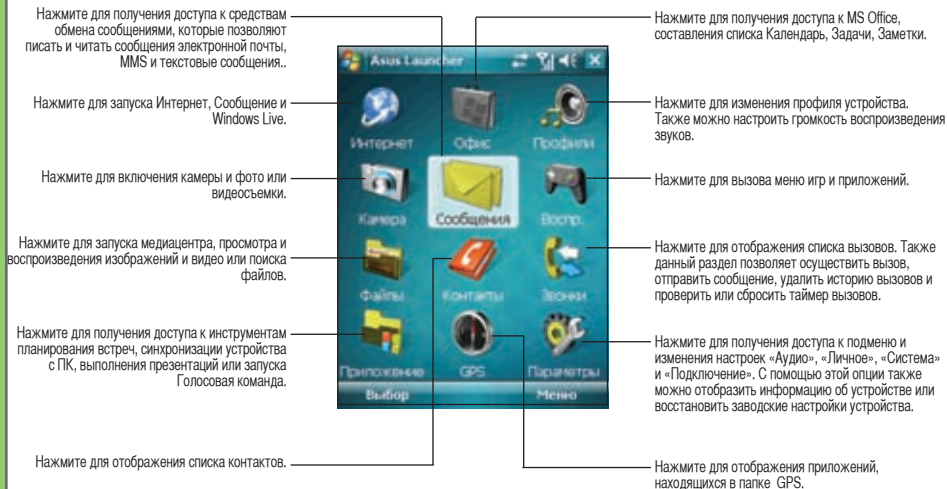 Нажмите для получения доступа к средствам
обмена сообщениями, которые позволяют
писать и читать сообщения электронной почты,
MMS и текстовые сообщения..
Нажмите для запуска Интернет, Сообщение и
Windows Live.
Нажмите для включения камеры и фото или
видеосъемки.
Нажмите для запуска медиацентра, просмотра и
воспроизведения изображений и видео или поиска
файлов.
Нажмите для получения доступа к инструментам
планирования встреч, синхронизации устройства
с ПК, выполнения презентаций или запуска
Голосовая команда.
Нажмите для отображения списка контактов.
Asus Launcher
Интернет Офис Профили
Камера Сообщения Воспр.
Файлы Контакты Звонки
Приложение GPS Параметры
Выбор Меню
Нажмите для получения доступа к MS Office,
составления списка Календарь, Задачи, Заметки.
Нажмите для изменения профиля устройства.
Также можно настроить громкость воспроизведения
звуков.
Нажмите для вызова меню игр и приложений.
Нажмите для отображения списка вызовов. Также
данный раздел позволяет осуществить вызов,
отправить сообщение, удалить историю вызовов и
проверить или сбросить таймер вызовов.
Нажмите для получения доступа к подменю и
изменения настроек «Аудио», «Личное», «Система»
и «Подключение». С помощью этой опции также
можно отобразить информацию об устройстве или
восстановить заводские настройки устройства.
Нажмите для отображения приложений,
находящихся в папке GPS.